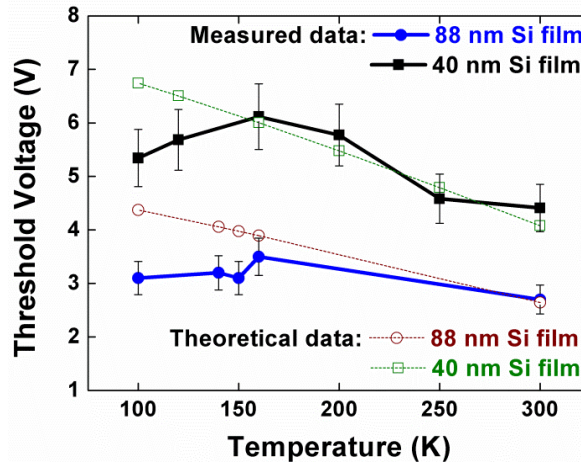 Measured data: 88 nm Si film
40 nm Si film
8
7
6
5
4
3
2
1
Threshold Voltage (V)
Theoretical data: 88 nm Si film
40 nm Si film
100 150 200 250 300
Temperature (K)